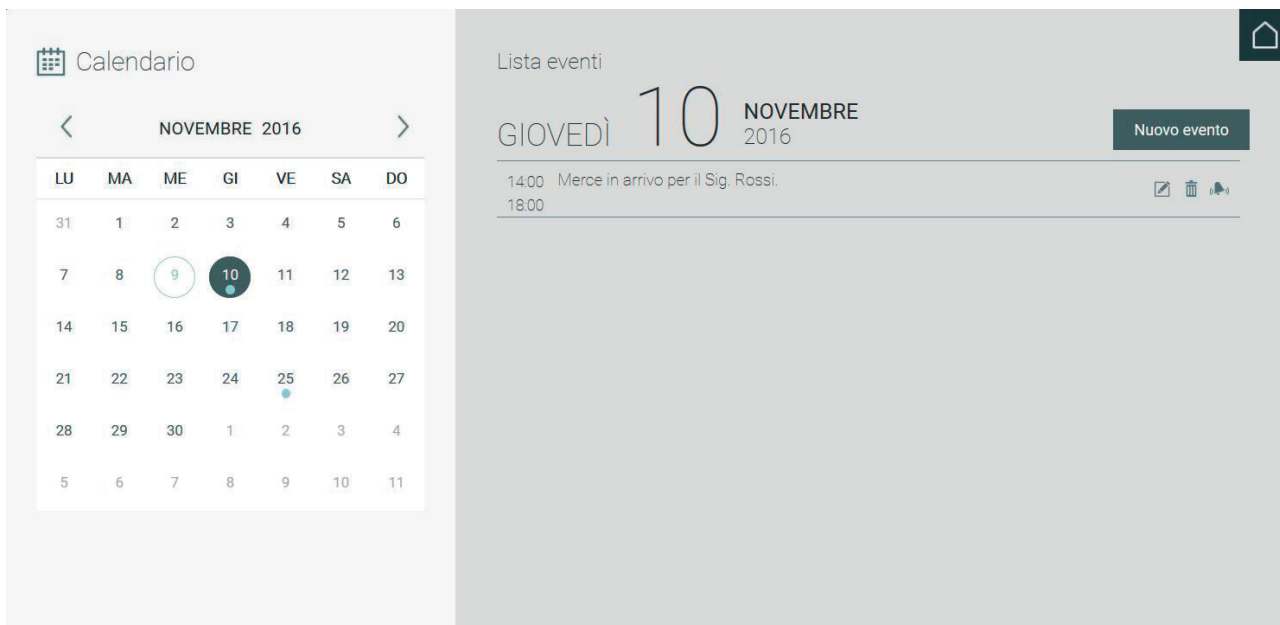 Calendario
NOVEMBRE 2016
LU MA ME GI VE SA DO
31 1 2 3 4 5 6
7 8 9 10 11 12 13
14 15 16 17 18 19 20
21 22 23 24 25 26 27
28 29 30 1 2 3 4
5 6 7 8 9 10 11
Lista eventi
GIOVEDÌ 10 NOVEMBRE
2016
Nuovo evento
14:00 Merce in arrivo per il Sig. Rossi.
18:00